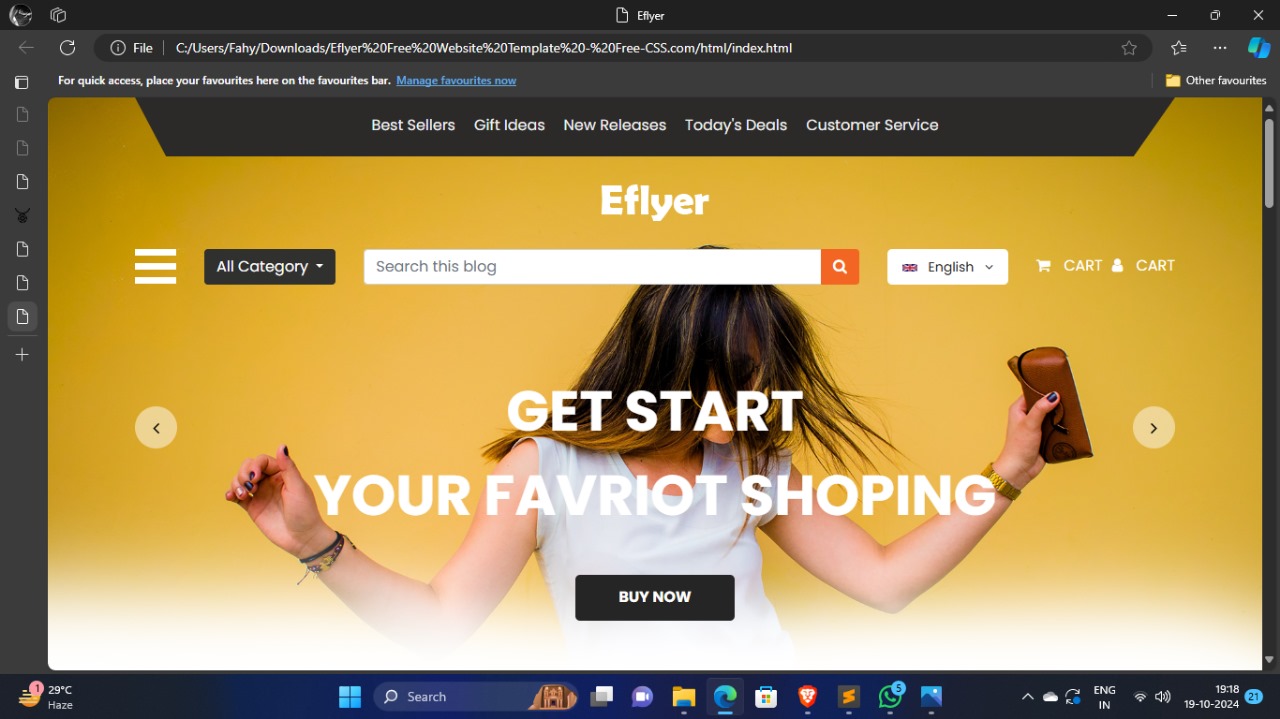 Eflyer
File
C:/Users/Fahy/Downloads/Eflyer%20Free%20Website%20Template%20-%20Free-CSS.com/html/index.html
For quick access, place your favourites here on the favourites bar. Manage favourites now
Other favourites
Best Sellers Gift Ideas New Releases Today's Deals Customer Service
Eflyer
All Category Search this blog English CART CART
GET START
YOUR FAVRIOT SHOPING
BUY NOW
1 29°C
Haze
Search
5
ENG
IN
19:18
19-10-2024
21